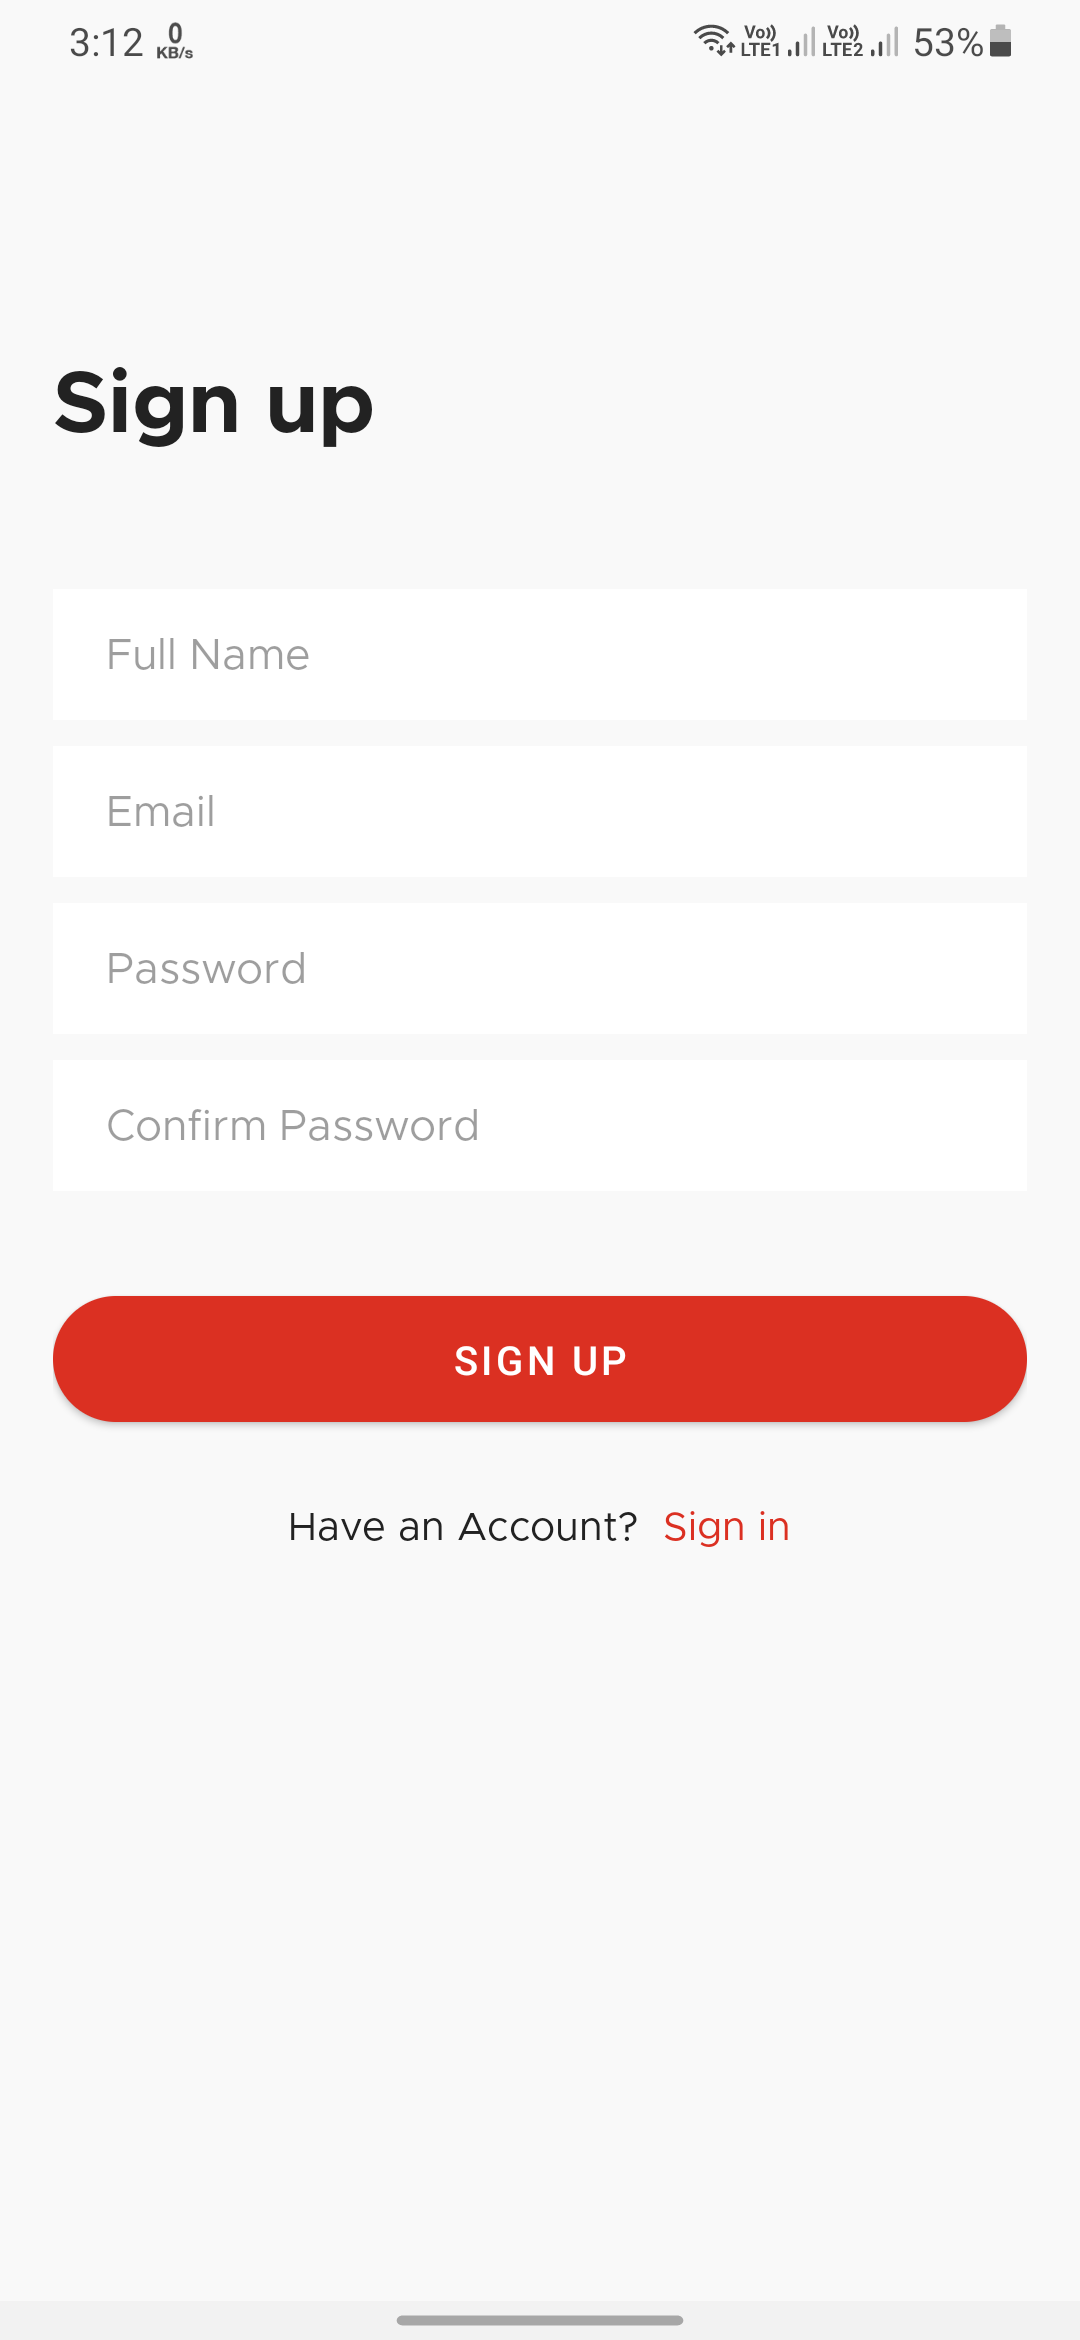 3:12 0 KB/s Vo)) LTE1 Vo)) LTE2 53%
Sign up
Full Name
Email
Password
Confirm Password
SIGN UP
Have an Account? Sign in